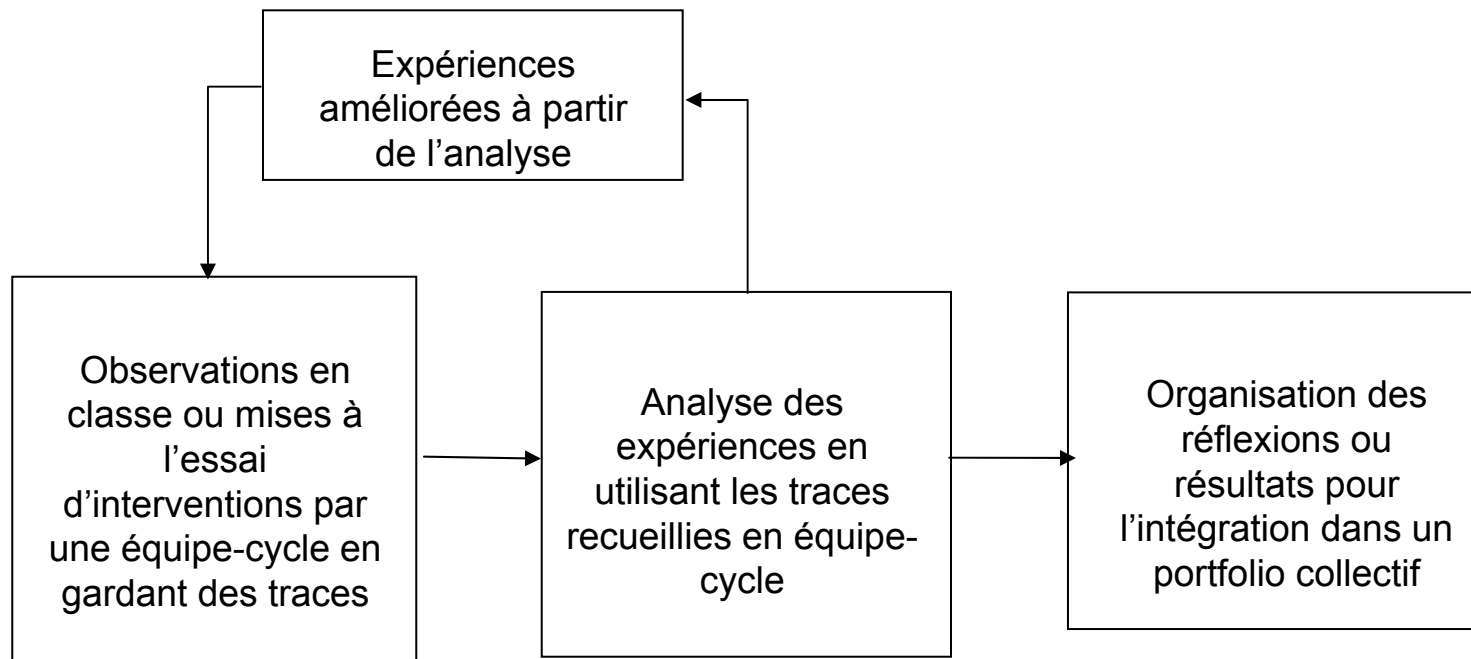 Expériences
améliorées à partir
de l’analyse
Observations en
classe ou mises à
l’essai
d’interventions par
une équipe-cycle en
gardant des traces
Analyse des
expériences en
utilisant les traces
recueillies en équipe-
cycle
Organisation des
réflexions ou
résultats pour
l’intégration dans un
portfolio collectif